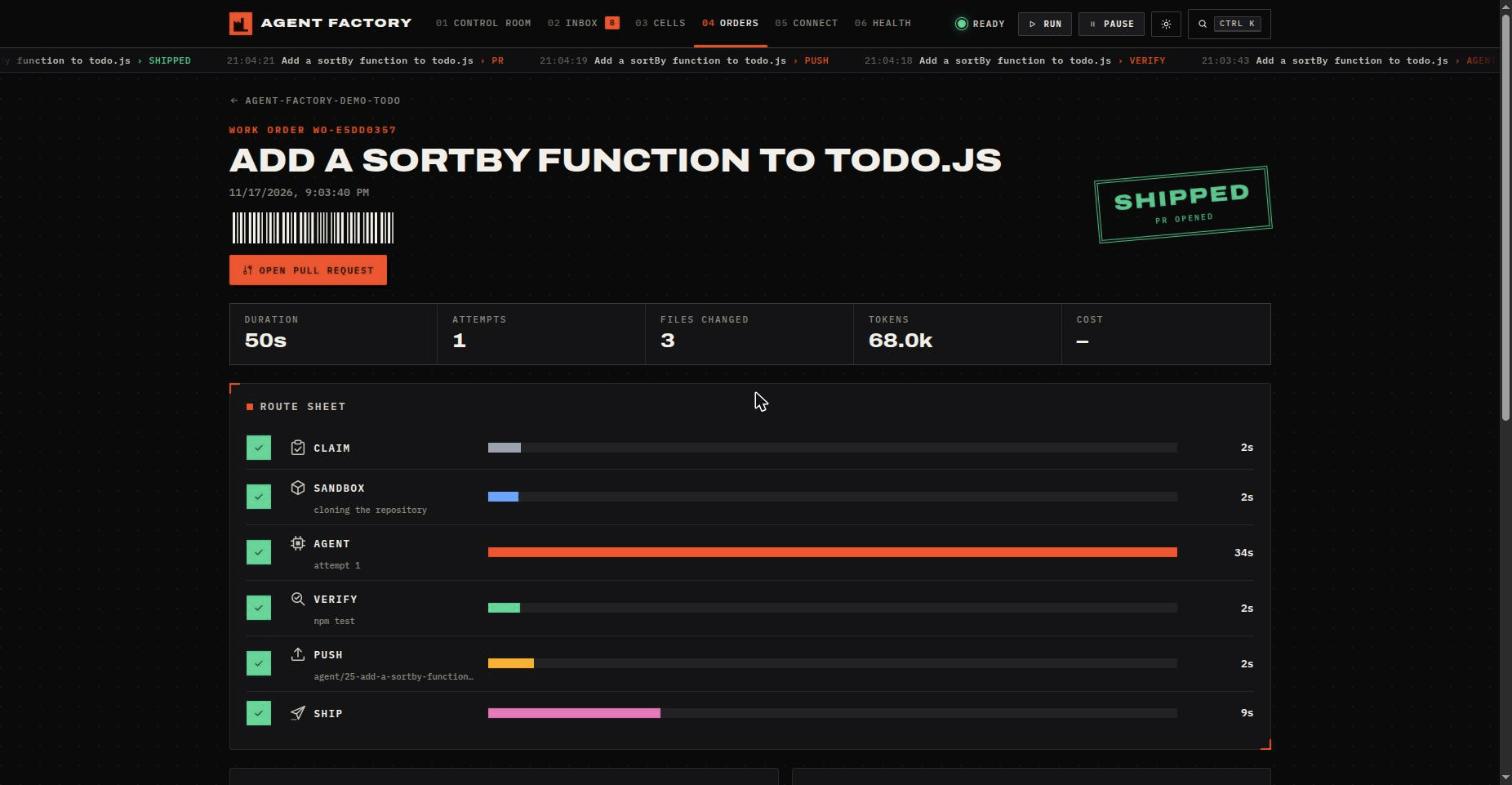 AGENT FACTORY 01 CONTROL ROOM 02 INBOX 8 03 CELLS 04 ORDERS 05 CONNECT 06 HEALTH READY RUN PAUSE CTRL K
function to todo.js › SHIPPED 21:04:21 Add a sortBy function to todo.js › PR 21:04:19 Add a sortBy function to todo.js › PUSH 21:04:18 Add a sortBy function to todo.js › VERIFY 21:03:43 Add a sortBy function to todo.js › AGENT
← AGENT-FACTORY-DEMO-TODO
WORK ORDER WO-E5DD0357
ADD A SORTBY FUNCTION TO TODO.JS
11/17/2026, 9:03:40 PM
SHIPPED
PR OPENED
OPEN PULL REQUEST
DURATION ATTEMPTS FILES CHANGED TOKENS COST
50s 1 3 68.0k —
ROUTE SHEET
CLAIM 2s
SANDBOX 2s
cloning the repository
AGENT 34s
attempt 1
VERIFY 2s
npm test
PUSH 2s
agent/25-add-a-sortby-function…
SHIP 9s